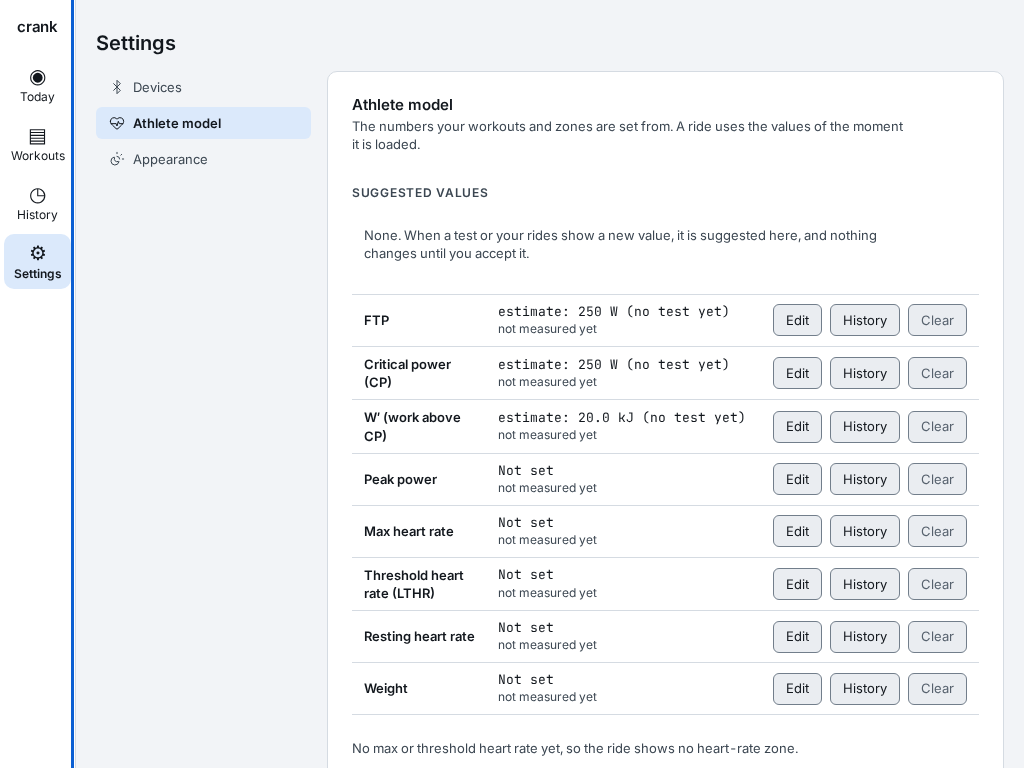 crank
Today
Workouts
History
Settings
Settings
Devices
Athlete model
Appearance
Athlete model
The numbers your workouts and zones are set from. A ride uses the values of the moment
it is loaded.
SUGGESTED VALUES
None. When a test or your rides show a new value, it is suggested here, and nothing
changes until you accept it.
FTP
estimate: 250 W (no test yet)
not measured yet
Edit History Clear
Critical power
(CP)
estimate: 250 W (no test yet)
not measured yet
Edit History Clear
W′ (work above
CP)
estimate: 20.0 kJ (no test yet)
not measured yet
Edit History Clear
Peak power
Not set
not measured yet
Edit History Clear
Max heart rate
Not set
not measured yet
Edit History Clear
Threshold heart
rate (LTHR)
Not set
not measured yet
Edit History Clear
Resting heart rate
Not set
not measured yet
Edit History Clear
Weight
Not set
not measured yet
Edit History Clear
No max or threshold heart rate yet, so the ride shows no heart-rate zone.